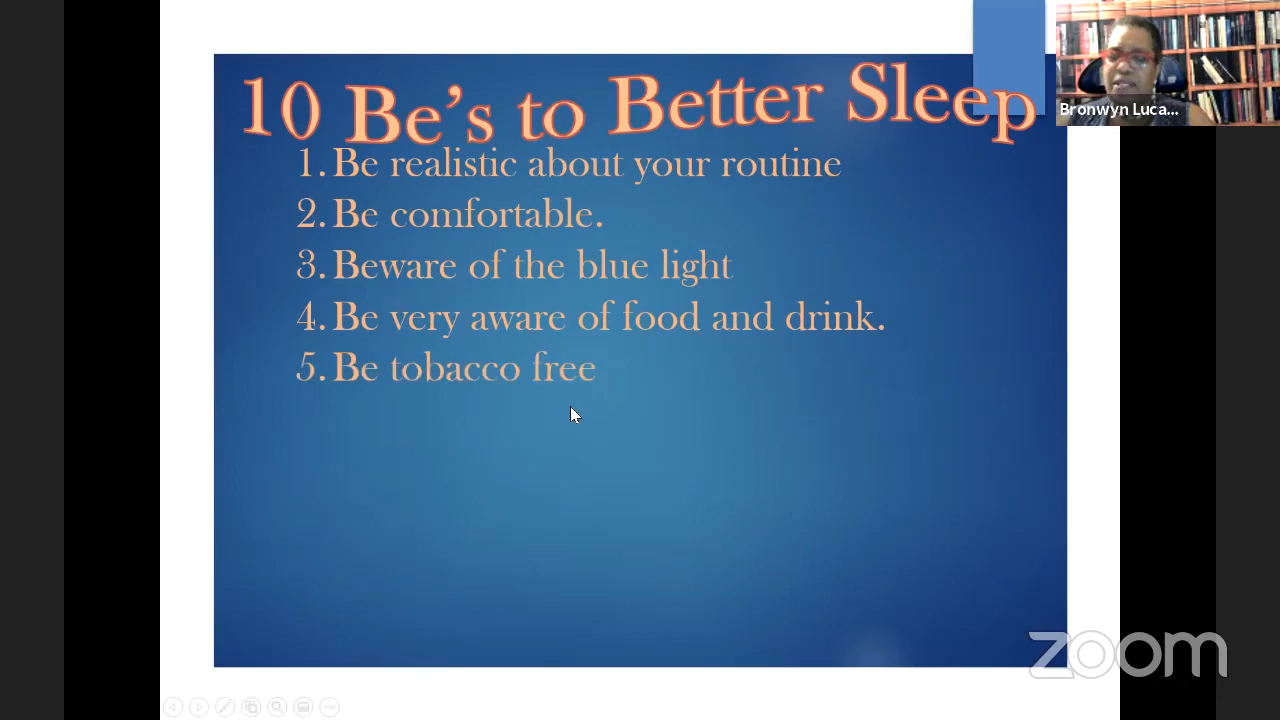 10 Be's to Better Sleep
1. Be realistic about your routine
2. Be comfortable.
3. Beware of the blue light
4. Be very aware of food and drink.
5. Be tobacco free
Bronwyn Luca...
zoom